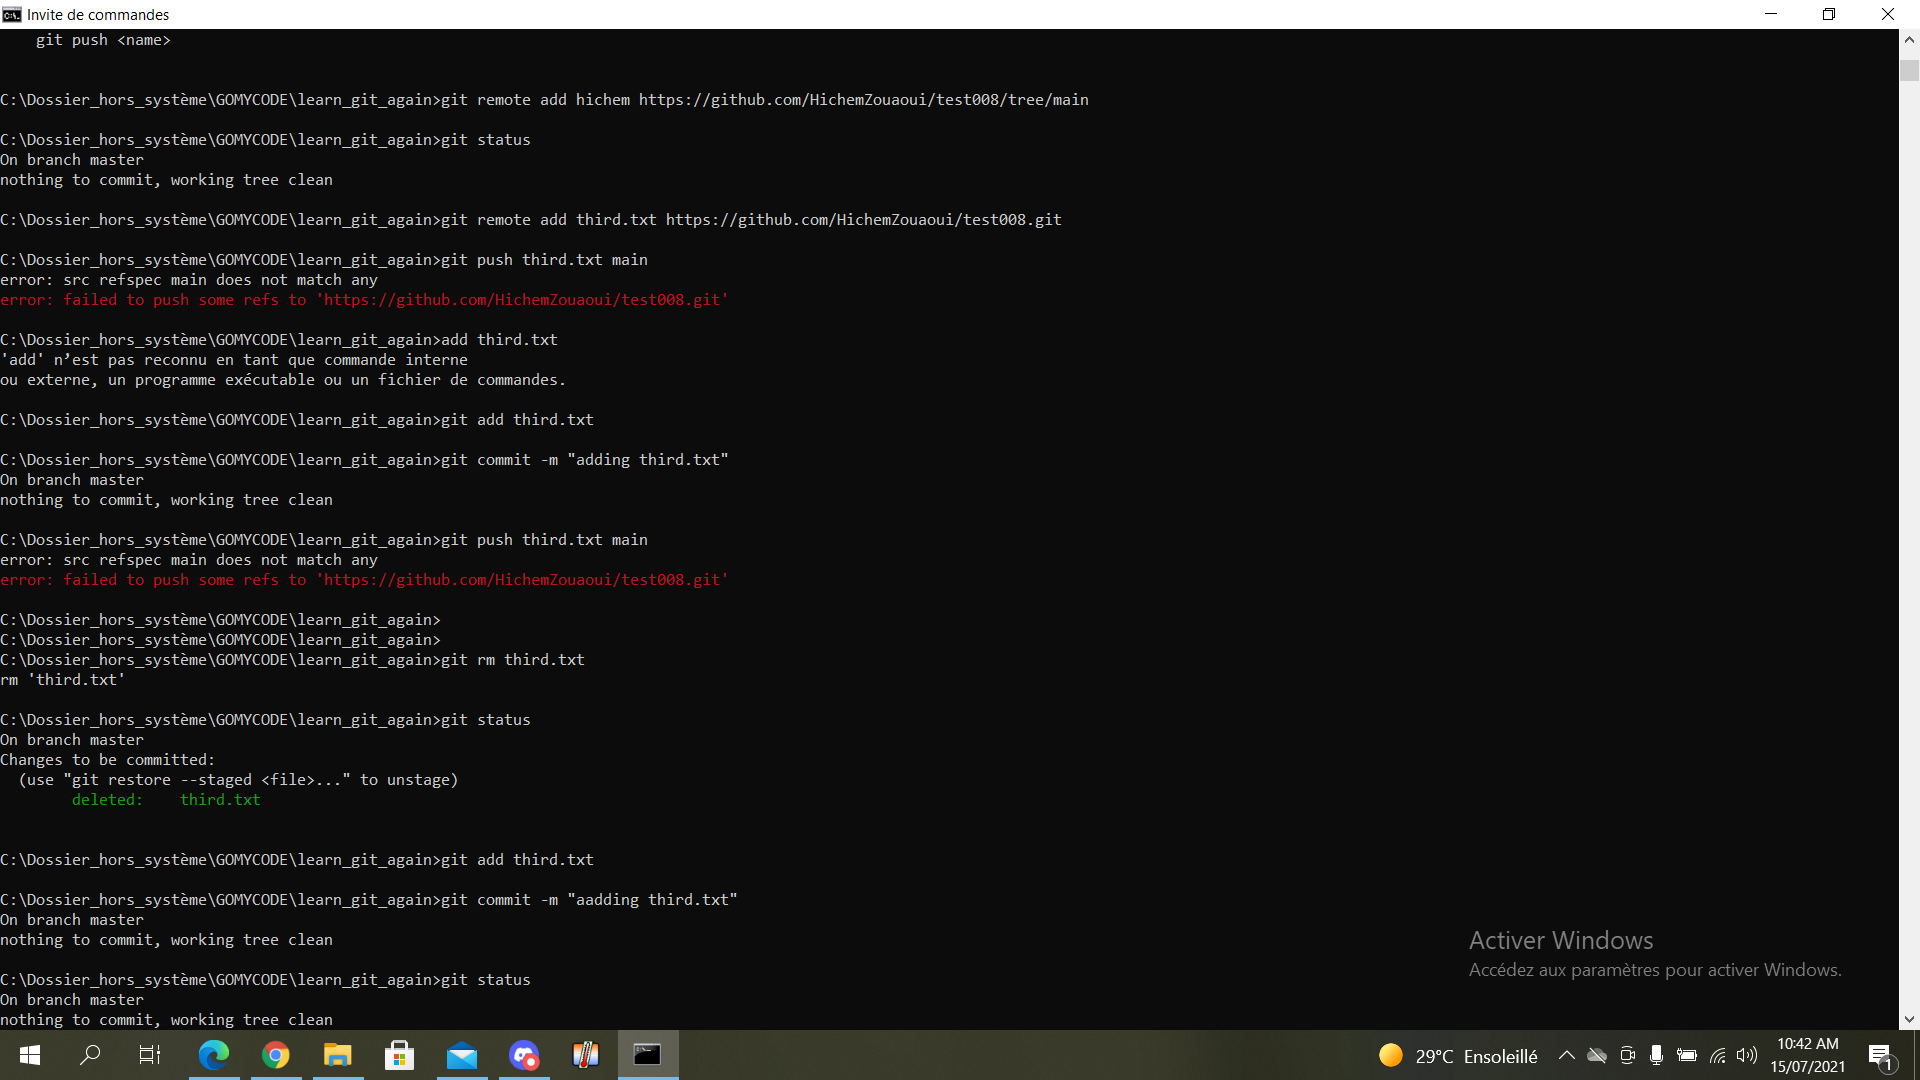 Invite de commandes
git push <name>
C:\Dossier_hors_système\GOMYCODE\learn_git_again>git remote add hichem https://github.com/HichemZouaoui/test008/tree/main
C:\Dossier_hors_système\GOMYCODE\learn_git_again>git status
On branch master
nothing to commit, working tree clean
C:\Dossier_hors_système\GOMYCODE\learn_git_again>git remote add third.txt https://github.com/HichemZouaoui/test008.git
C:\Dossier_hors_système\GOMYCODE\learn_git_again>git push third.txt main
error: src refspec main does not match any
error: failed to push some refs to 'https://github.com/HichemZouaoui/test008.git'
C:\Dossier_hors_système\GOMYCODE\learn_git_again>add third.txt
'add' n’est pas reconnu en tant que commande interne
ou externe, un programme exécutable ou un fichier de commandes.
C:\Dossier_hors_système\GOMYCODE\learn_git_again>git add third.txt
C:\Dossier_hors_système\GOMYCODE\learn_git_again>git commit -m "adding third.txt"
On branch master
nothing to commit, working tree clean
C:\Dossier_hors_système\GOMYCODE\learn_git_again>git push third.txt main
error: src refspec main does not match any
error: failed to push some refs to 'https://github.com/HichemZouaoui/test008.git'
C:\Dossier_hors_système\GOMYCODE\learn_git_again>
C:\Dossier_hors_système\GOMYCODE\learn_git_again>
C:\Dossier_hors_système\GOMYCODE\learn_git_again>git rm third.txt
rm 'third.txt'
C:\Dossier_hors_système\GOMYCODE\learn_git_again>git status
On branch master
Changes to be committed:
(use "git restore --staged <file>..." to unstage)
deleted: third.txt
C:\Dossier_hors_système\GOMYCODE\learn_git_again>git add third.txt
C:\Dossier_hors_système\GOMYCODE\learn_git_again>git commit -m "aadding third.txt"
On branch master
nothing to commit, working tree clean
C:\Dossier_hors_système\GOMYCODE\learn_git_again>git status
On branch master
nothing to commit, working tree clean
Activer Windows
Accédez aux paramètres pour activer Windows.
29°C Ensoleillé
10:42 AM
15/07/2021
1